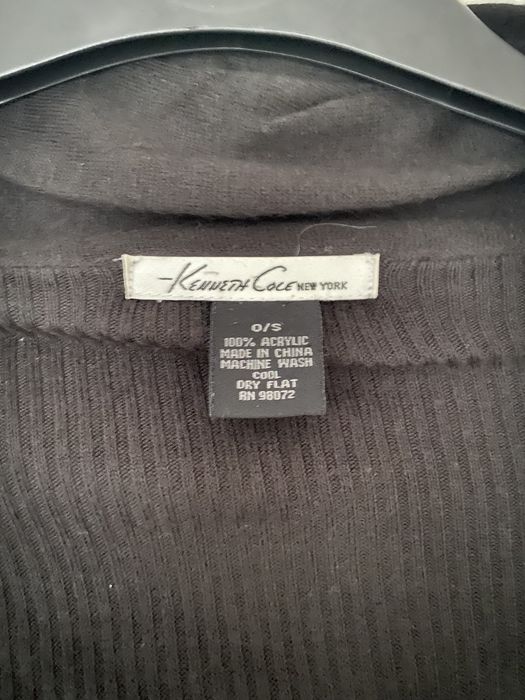 KENNETH COLE NEW YORK
O/S
100% ACRYLIC
MADE IN CHINA
MACHINE WASH
COOL
DRY FLAT
RN 98072